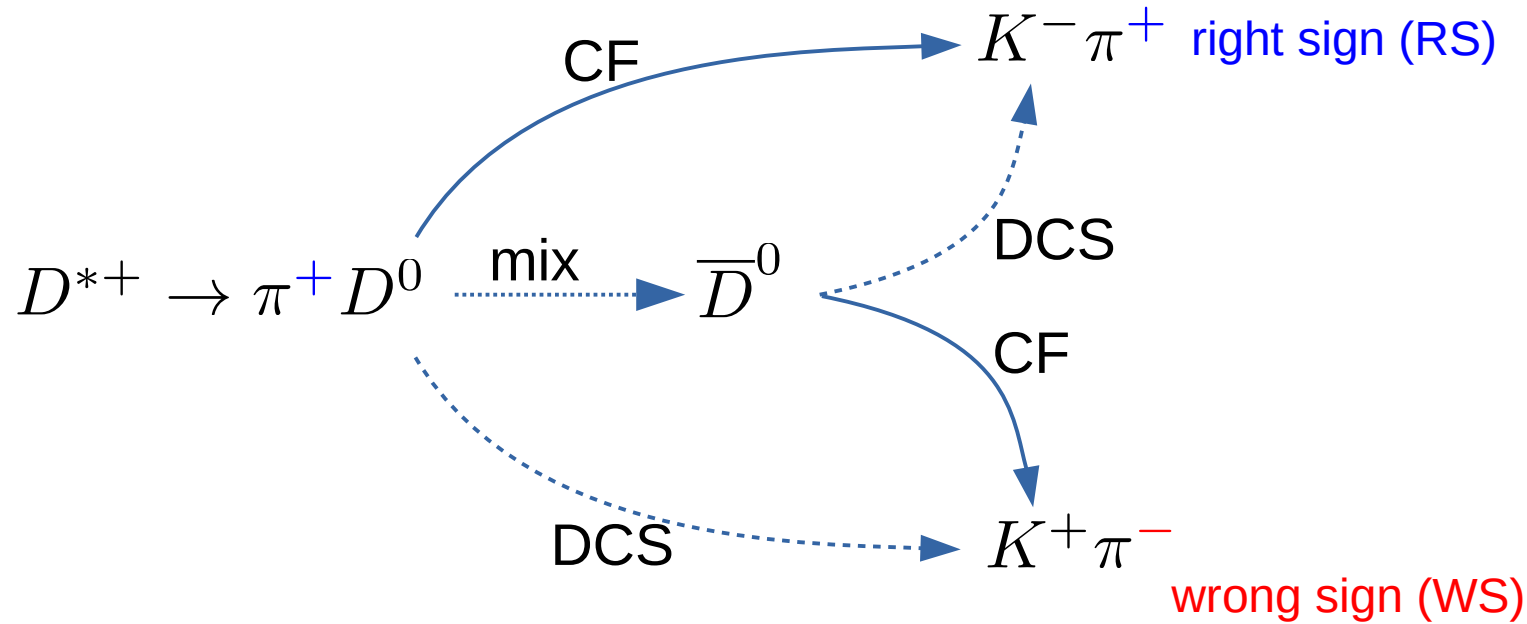 CF
K⁻π⁺ right sign (RS)
DCS
mix
D*⁺ → π⁺D⁰
D̅⁰
CF
DCS
K⁺π⁻
wrong sign (WS)